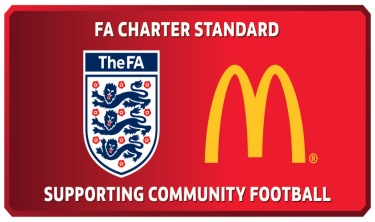 FA CHARTER STANDARD
TheFA
®
SUPPORTING COMMUNITY FOOTBALL